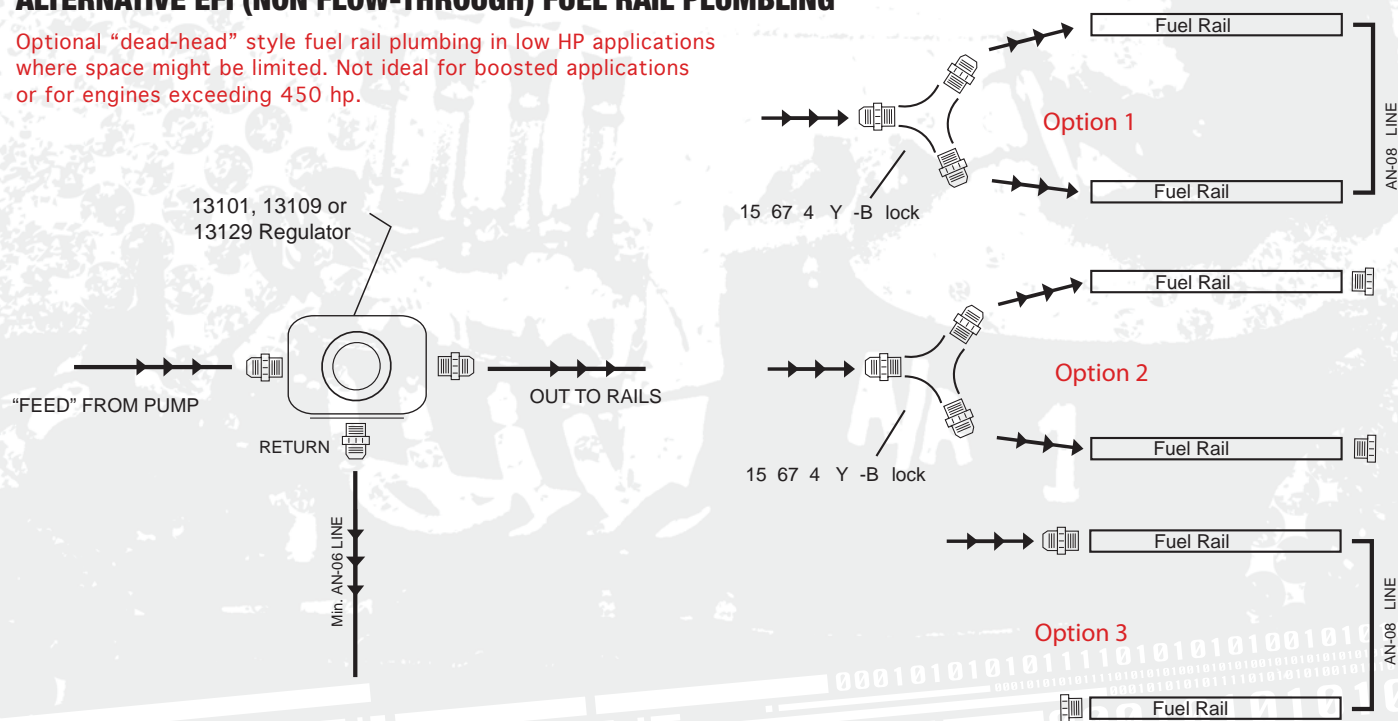 ALTERNATIVE EFI (NON FLOW-THROUGH) FUEL RAIL PLUMBING
Optional “dead-head” style fuel rail plumbing in low HP applications
where space might be limited. Not ideal for boosted applications
or for engines exceeding 450 hp.
13101, 13109 or
13129 Regulator
“FEED” FROM PUMP
OUT TO RAILS
RETURN
Min. AN-06 LINE
Fuel Rail
Option 1
AN-08 LINE
Fuel Rail
15 67 4 Y -B lock
Fuel Rail
Option 2
Fuel Rail
15 67 4 Y -B lock
Fuel Rail
Option 3
AN-08 LINE
Fuel Rail